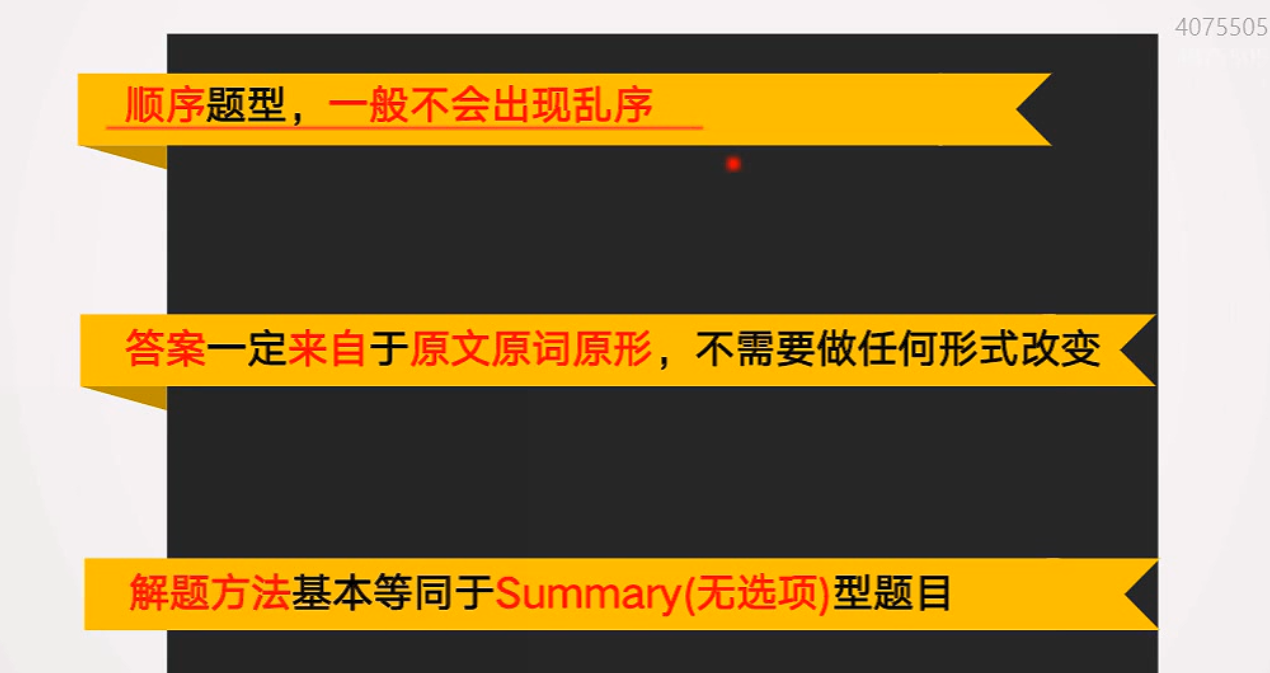 4075505
顺序题型，一般不会出现乱序
答案一定来自于原文原词原形，不需要做任何形式改变
解题方法基本等同于Summary(无选项)型题目